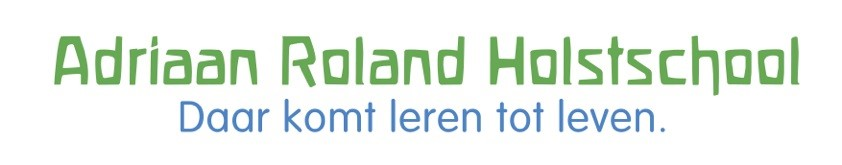 Adriaan Roland Holstschool
Daar komt leren tot leven.